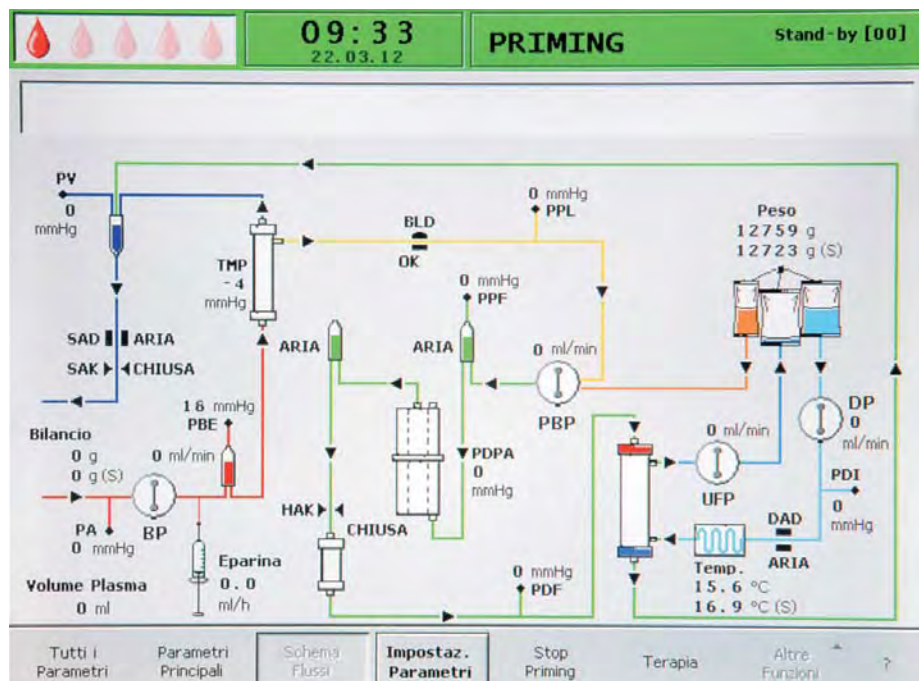 09:33
22.03.12
PRIMING
Stand-by [00]
PV
0
mmHg
BLD
OK
0 mmHg
PPL
Peso
12759 g
12723 g (S)
TMP
-4
mmHg
0 mmHg
PPF
SAD
ARIA
SAK
CHIUSA
ARIA
ARIA
0 ml/min
PBP
DP
0
ml/min
16 mmHg
PBE
Bilancio
0 g
0 g (S)
0 ml/min
BP
PDPA
0
mmHg
0 ml/min
UFP
PDI
0
mmHg
HAK
CHIUSA
PA
0 mmHg
DAD
ARIA
Eparina
0.0
ml/h
Volume Plasma
0 ml
0 mmHg
PDF
Temp.
15.6 °C
16.9 °C (S)
Tutti i
Parametri
Parametri
Principali
Schema
Flussi
Impostaz.
Parametri
Stop
Priming
Terapia
Altre
Funzioni
?